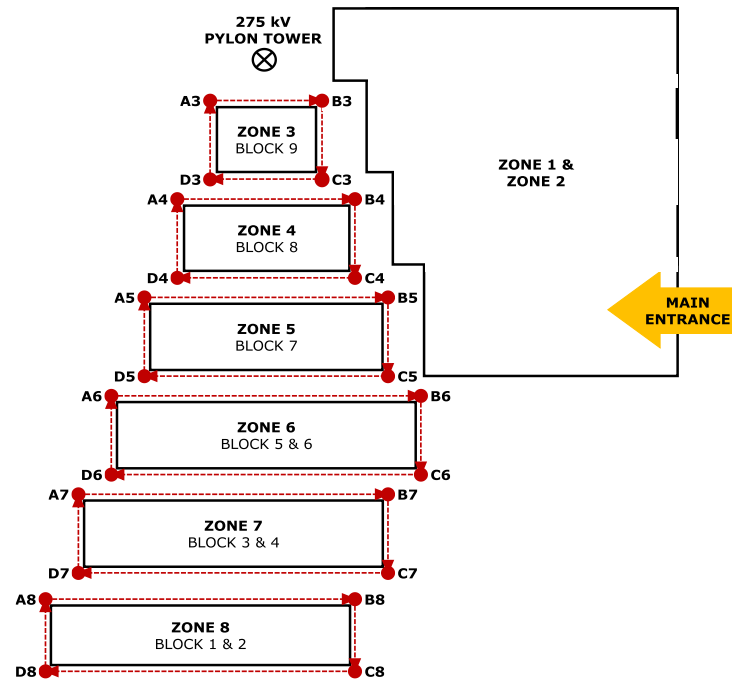 275 kV
PYLON TOWER
A3
B3
ZONE 3
BLOCK 9
D3
C3
ZONE 1 &
ZONE 2
A4
B4
ZONE 4
BLOCK 8
D4
C4
A5
B5
MAIN
ENTRANCE
ZONE 5
BLOCK 7
D5
C5
A6
B6
ZONE 6
BLOCK 5 & 6
D6
C6
A7
B7
ZONE 7
BLOCK 3 & 4
D7
C7
A8
B8
ZONE 8
BLOCK 1 & 2
D8
C8